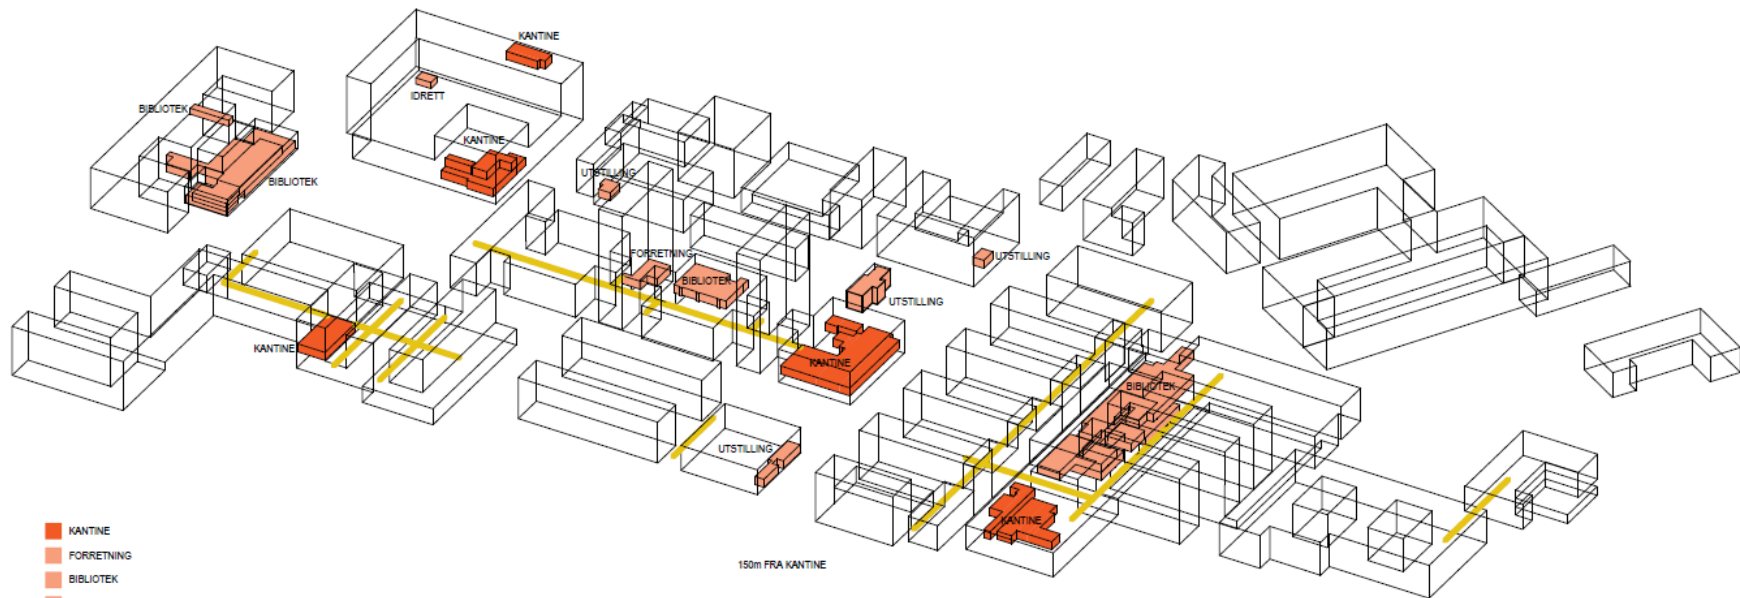 KANTINE
IDRETT
BIBLIOTEK
KANTINE
BIBLIOTEK
UTSTILLING
FORRETNING
BIBLIOTEK
UTSTILLING
UTSTILLING
KANTINE
KANTINE
BIBLIOTEK
UTSTILLING
KANTINE
150m FRA KANTINE
KANTINE
FORRETNING
BIBLIOTEK